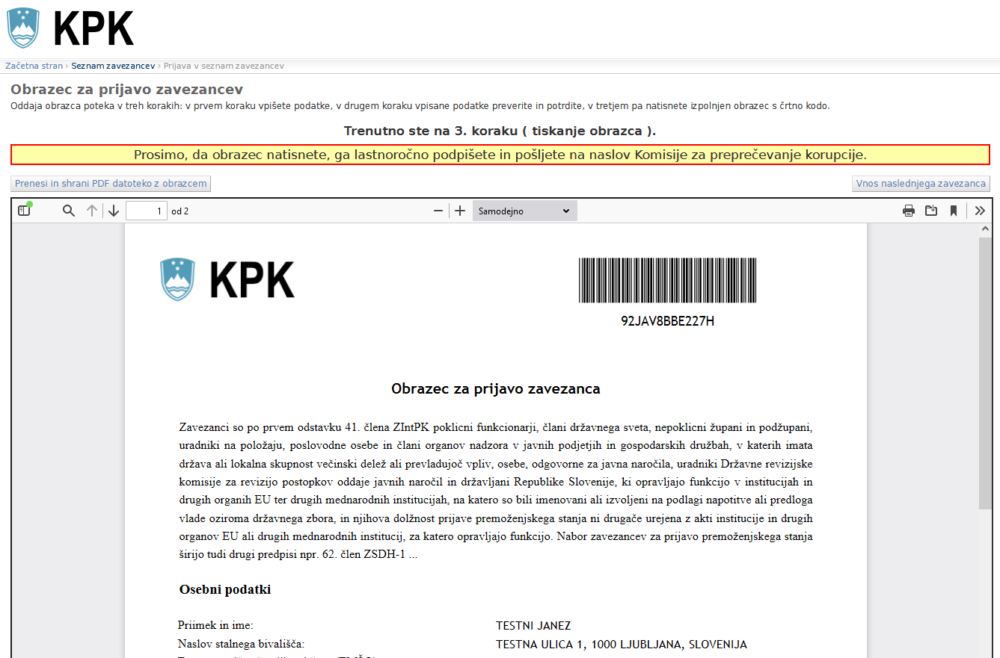 KPK
Začetna stran › Seznam zavezancev › Prijava v seznam zavezancev
Obrazec za prijavo zavezancev
Oddaja obrazca poteka v treh korakih: v prvem koraku vpišete podatke, v drugem koraku vpisane podatke preverite in potrdite, v tretjem pa natisnete izpolnjen obrazec s črtno kodo.
Trenutno ste na 3. koraku ( tiskanje obrazca ).
Prosimo, da obrazec natisnete, ga lastnoročno podpišete in pošljete na naslov Komisije za preprečevanje korupcije.
Prenesi in shrani PDF datoteko z obrazcem
Vnos naslednjega zavezanca
1 od 2
Samodejno
KPK
92JAV8BBE227H
Obrazec za prijavo zavezanca
Zavezanci so po prvem odstavku 41. člena ZIntPK poklicni funkcionarji, člani državnega sveta, nepoklicni župani in podžupani,
uradniki na položaju, poslovodne osebe in člani organov nadzora v javnih podjetjih in gospodarskih družbah, v katerih imata
država ali lokalna skupnost večinski delež ali prevladujoč vpliv, osebe, odgovorne za javna naročila, uradniki Državne revizijske
komisije za revizijo postopkov oddaje javnih naročil in državljani Republike Slovenije, ki opravljajo funkcijo v institucijah in
drugih organih EU ter drugih mednarodnih institucijah, na katero so bili imenovani ali izvoljeni na podlagi napotitve ali predloga
vlade oziroma državnega zbora, in njihova dolžnost prijave premoženjskega stanja ni drugače urejena z akti institucije in drugih
organov EU ali drugih mednarodnih institucij, za katero opravljajo funkcijo. Nabor zavezancev za prijavo premoženjskega stanja
širijo tudi drugi predpisi npr. 62. člen ZSDH-1 ...
Osebni podatki
Priimek in ime:
TESTNI JANEZ
Naslov stalnega bivališča:
TESTNA ULICA 1, 1000 LJUBLJANA, SLOVENIJA